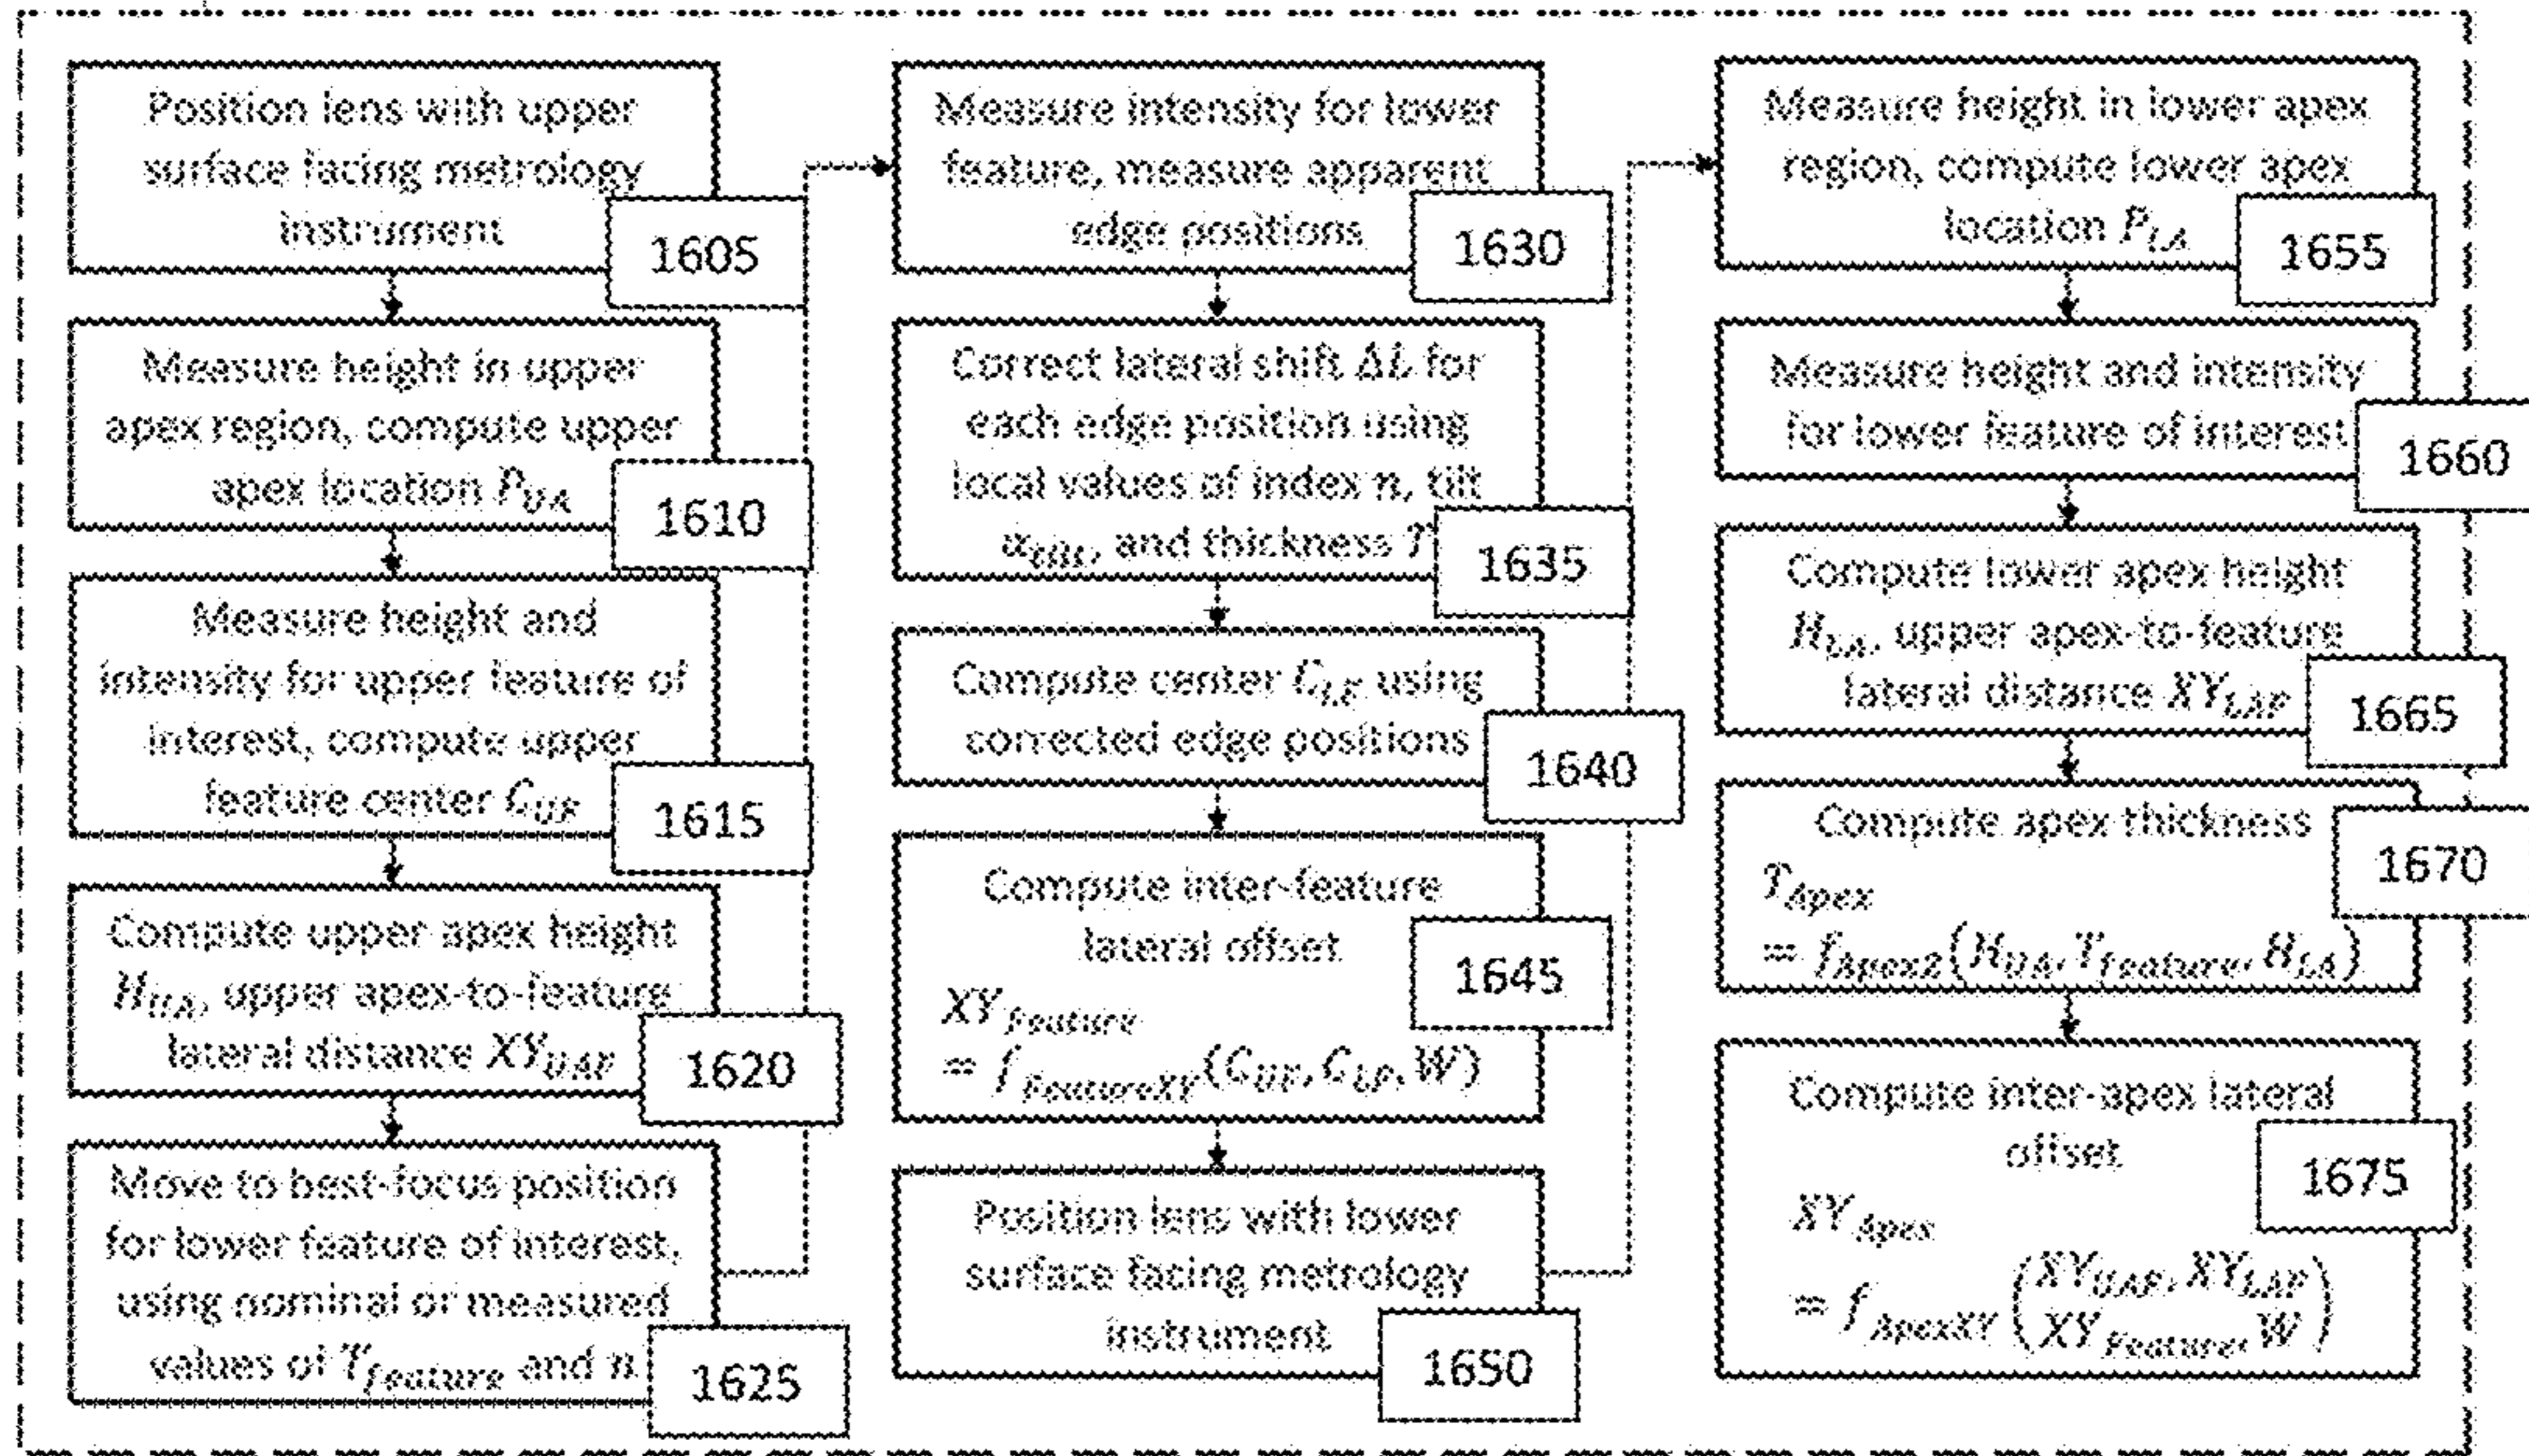 Position lens with upper
surface facing metrology
instrument
1605
Measure height in upper
apex region, compute upper
apex location P_UA
1610
Measure height and
intensity for upper feature of
interest, compute upper
feature center C_UF
1615
Compute upper apex height
H_UA, upper apex-to-feature
lateral distance XY_UAF
1620
Move to best-focus position
for lower feature of interest,
using nominal or measured
values of T_Feature and n
1625
Measure intensity for lower
feature, measure apparent
edge positions
1630
Correct lateral shift ΔL for
each edge position using
local values of index n, tilt
α_tilt, and thickness T
1635
Compute center C_LF using
corrected edge positions
1640
Compute inter-feature
lateral offset
XY_Feature
= f_FeatureXY(C_UF, C_LF, W)
1645
Position lens with lower
surface facing metrology
instrument
1650
Measure height in lower apex
region, compute lower apex
location P_LA
1655
Measure height and intensity
for lower feature of interest
1660
Compute lower apex height
H_LA, upper apex-to-feature
lateral distance XY_LAF
1665
Compute apex thickness
T_Apex
= f_Apex2(H_UA, T_Feature, H_LA)
1670
Compute inter-apex lateral
offset
XY_Apex
= f_ApexXY(XY_UAF, XY_LAF
XY_Feature, W)
1675